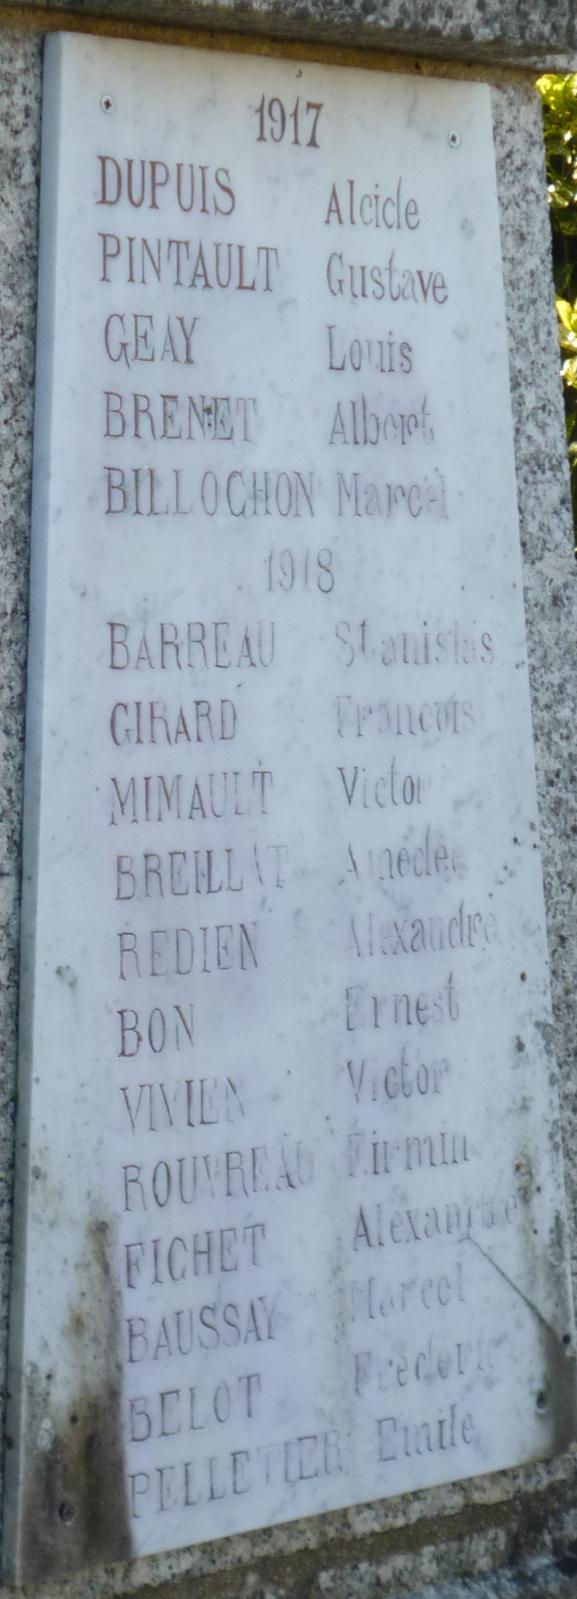 1917
DUPUIS Alcide
PINTAULT Gustave
GEAY Louis
BRENET Albert
BILLOCHON Marcel
1918
BARREAU Stanislas
GIRARD François
MIMAULT Victor
BREILLAT Amédée
REDIEN Alexandre
BON Ernest
VIVIEN Victor
ROUVREAU Firmin
FICHET Alexandre
BAUSSAY Marcel
BELOT Frédéric
PELLETIER Emile